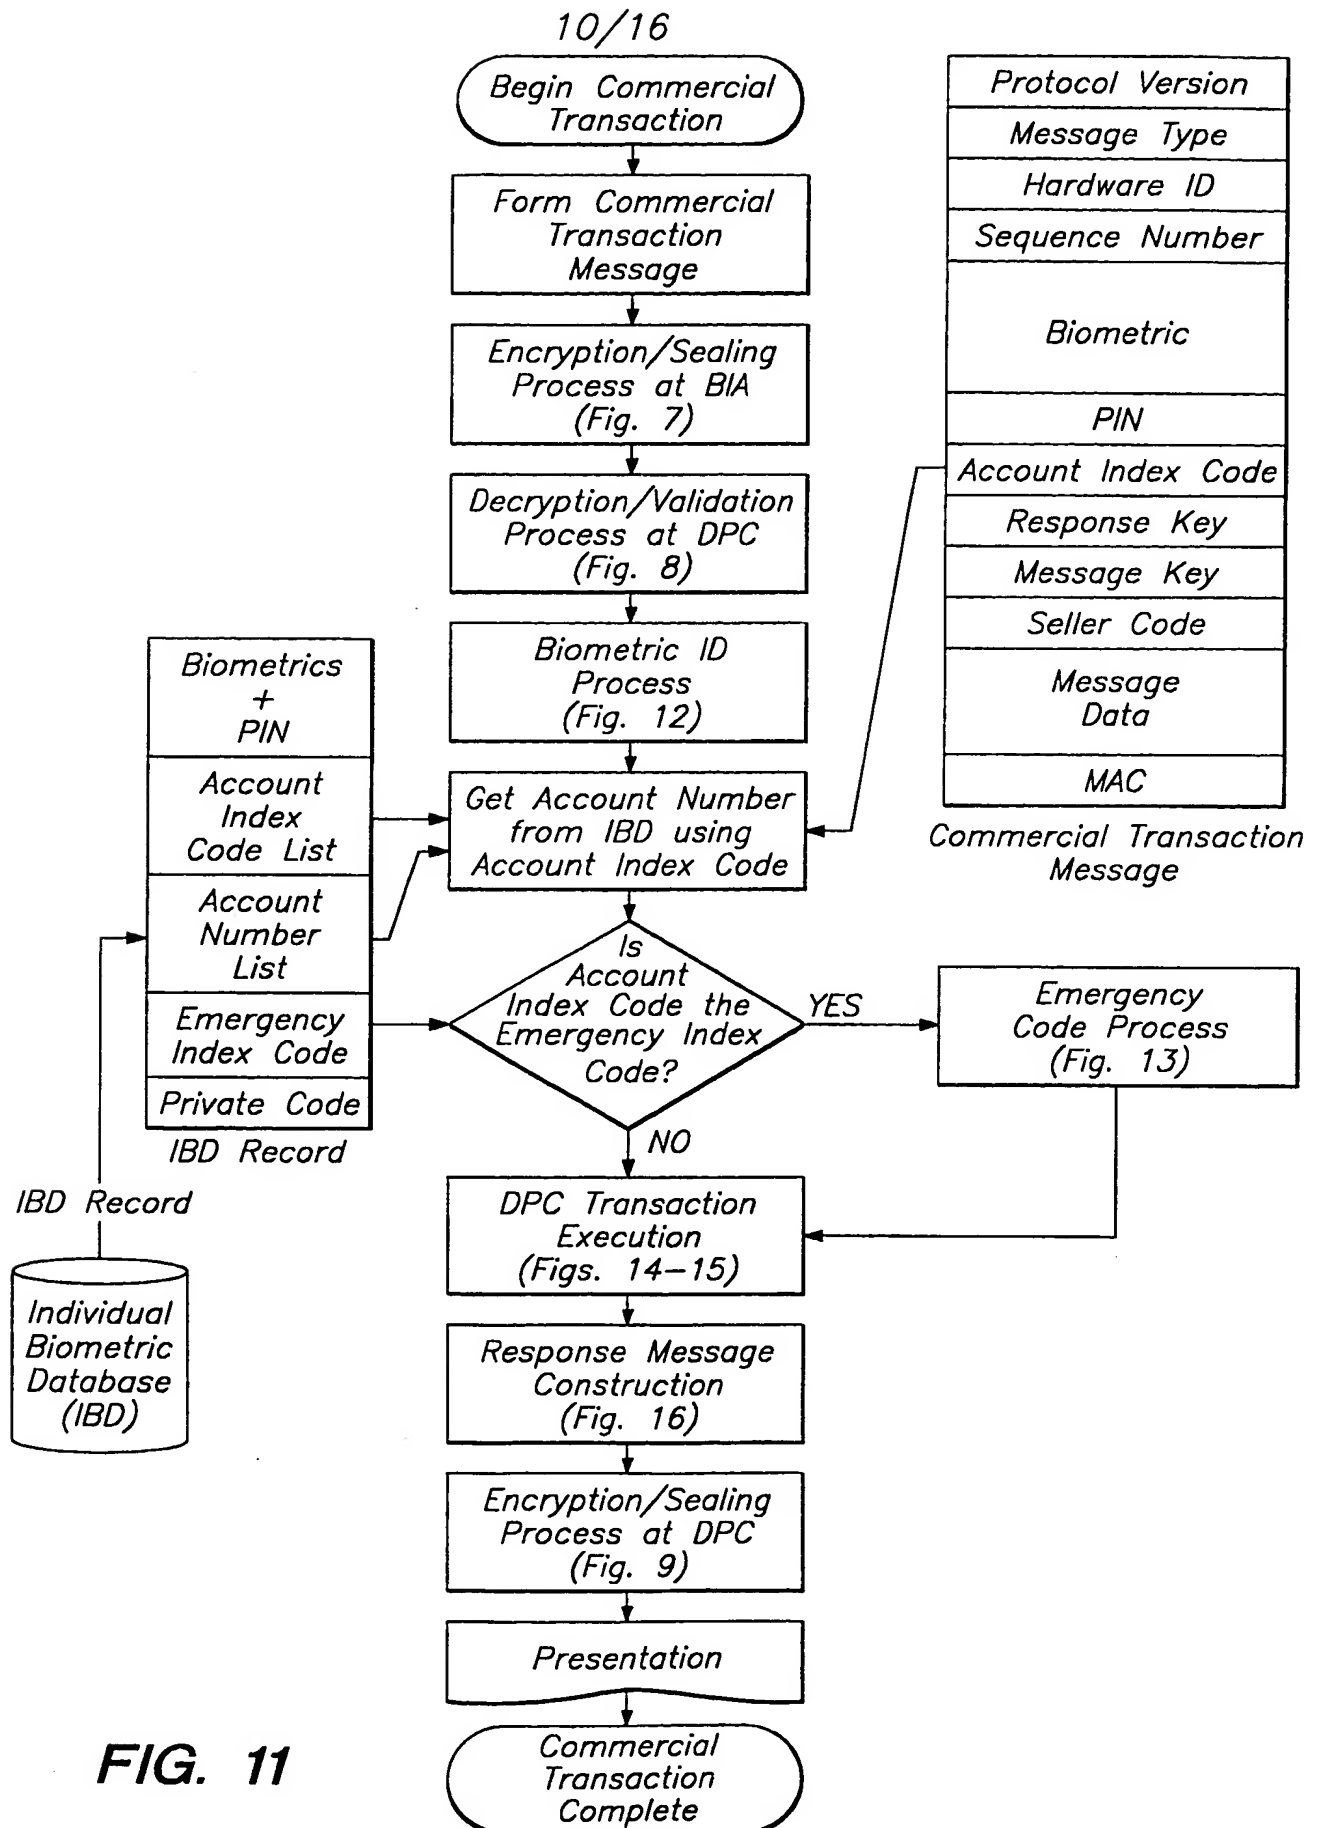 10/16
Begin Commercial
Transaction
Form Commercial
Transaction
Message
Encryption/Sealing
Process at BIA
(Fig. 7)
Decryption/Validation
Process at DPC
(Fig. 8)
Biometric ID
Process
(Fig. 12)
Get Account Number
from IBD using
Account Index Code
Is
Account
Index Code the
Emergency Index
Code?
YES
NO
Emergency
Code Process
(Fig. 13)
DPC Transaction
Execution
(Figs. 14-15)
Response Message
Construction
(Fig. 16)
Encryption/Sealing
Process at DPC
(Fig. 9)
Presentation
Commercial
Transaction
Complete
Protocol Version
Message Type
Hardware ID
Sequence Number
Biometric
PIN
Account Index Code
Response Key
Message Key
Seller Code
Message
Data
MAC
Commercial Transaction
Message
Biometrics
+
PIN
Account
Index
Code List
Account
Number
List
Emergency
Index Code
Private Code
IBD Record
IBD Record
Individual
Biometric
Database
(IBD)
FIG. 11